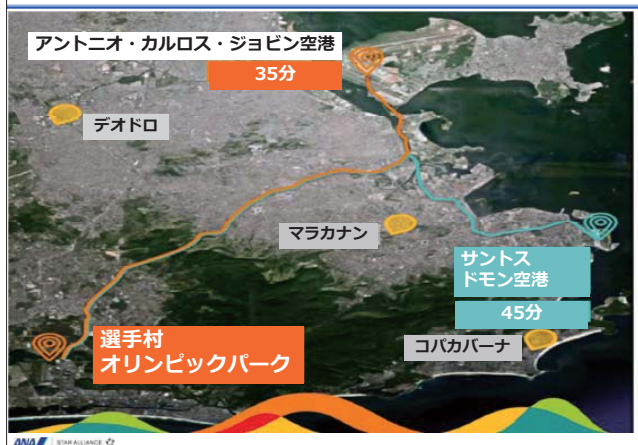 アントニオ・カルロス・ジョビン空港
35分
デオドロ
マラカナン
サントス
ドモン空港
45分
選手村
オリンピックパーク
コパカバーナ
ANA
STAR ALLIANCE